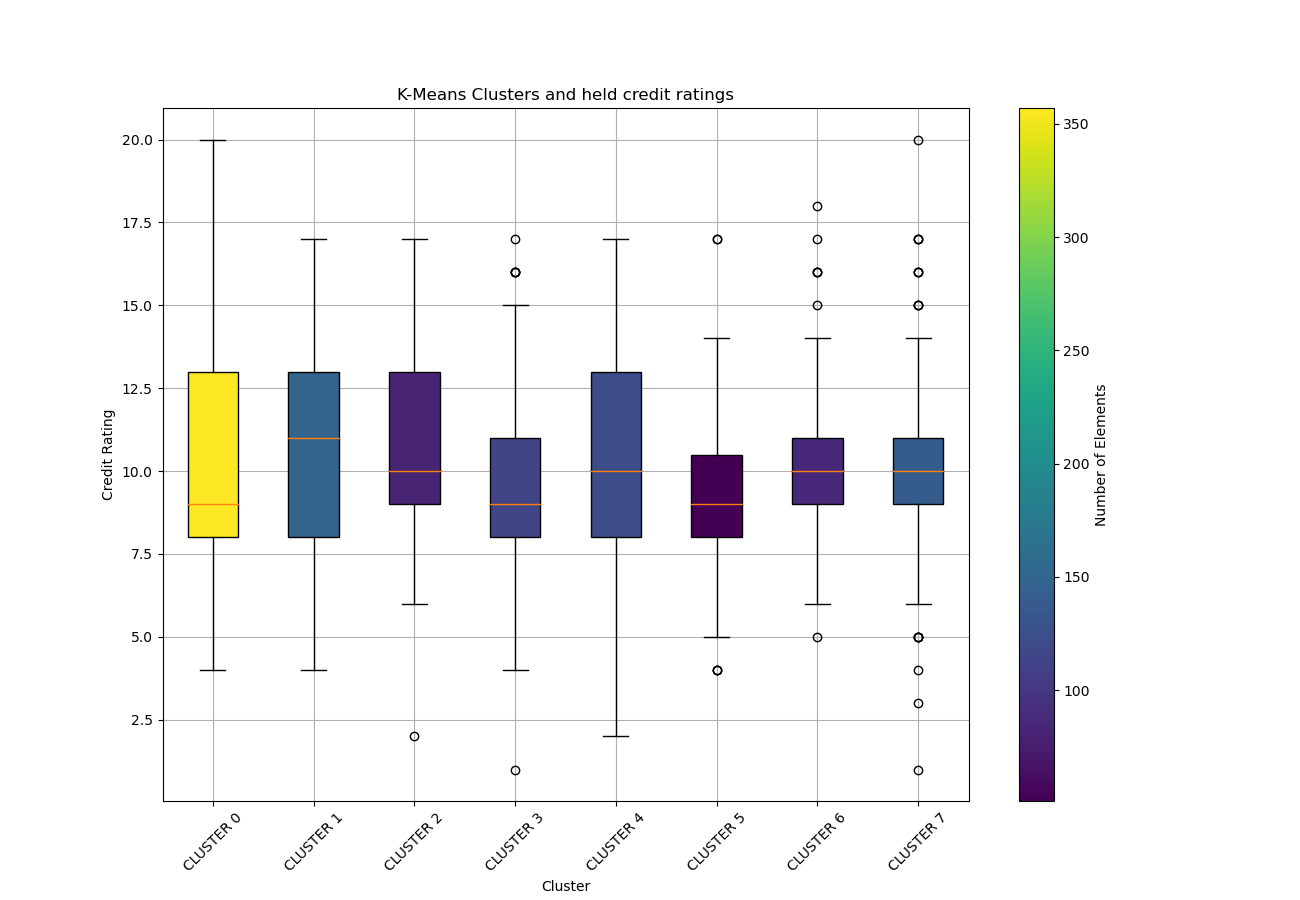 K-Means Clusters and held credit ratings
20.0
17.5
15.0
12.5
10.0
7.5
5.0
2.5
Credit Rating
CLUSTER 0
CLUSTER 1
CLUSTER 2
CLUSTER 3
CLUSTER 4
CLUSTER 5
CLUSTER 6
CLUSTER 7
Cluster
350
300
250
200
150
100
Number of Elements